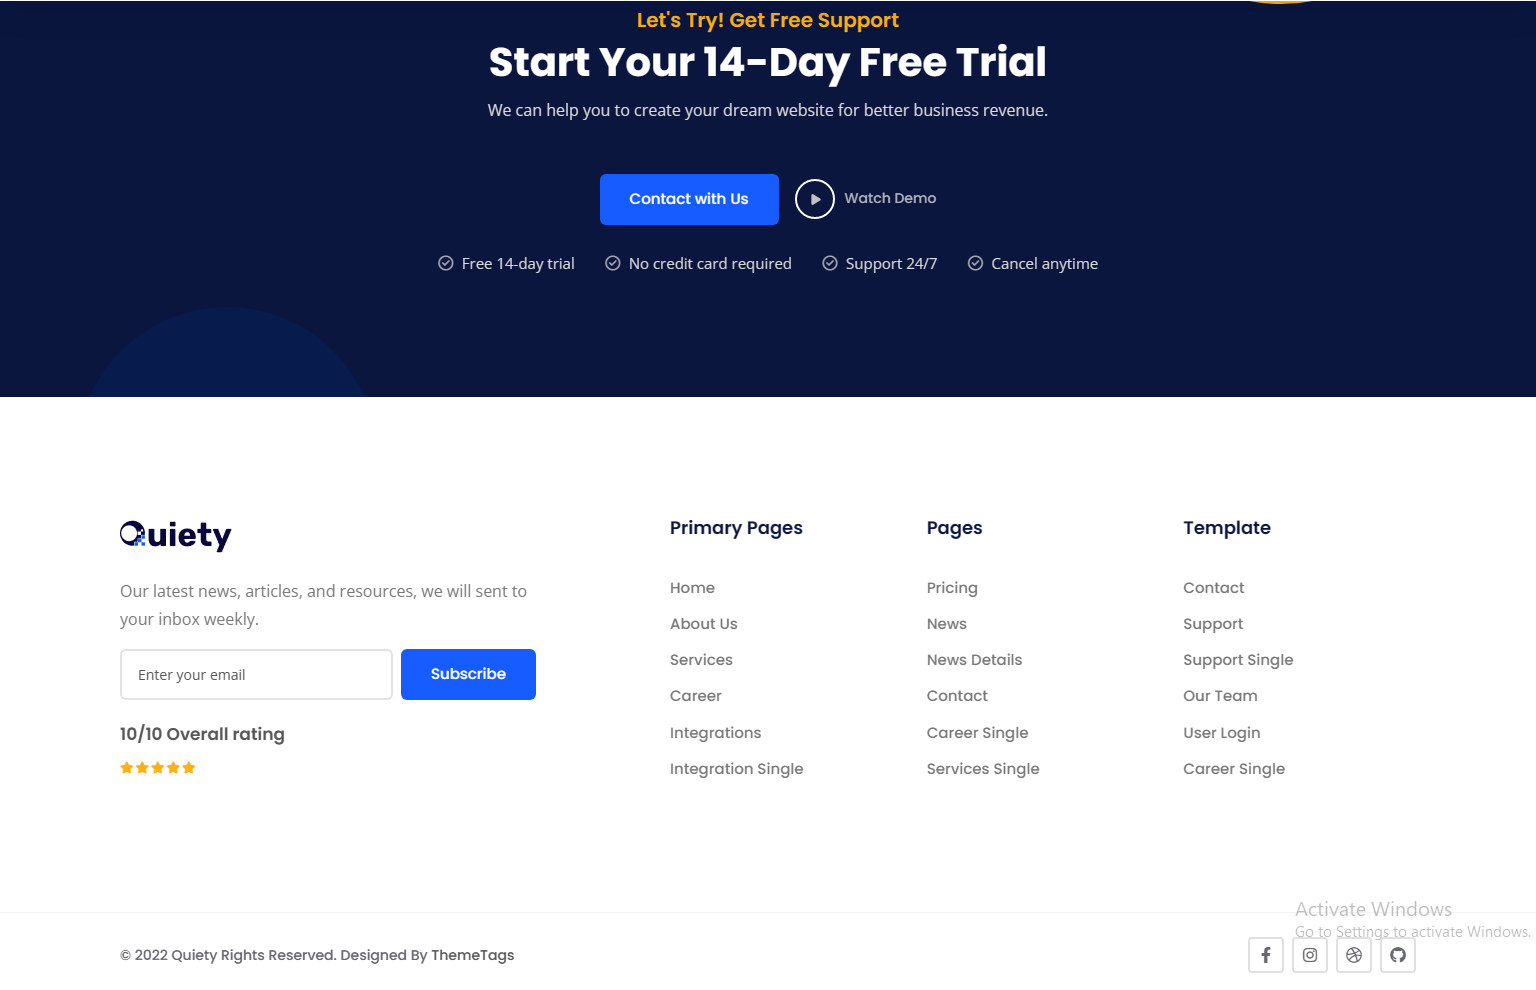 Let's Try! Get Free Support
Start Your 14-Day Free Trial
We can help you to create your dream website for better business revenue.
Contact with Us
Watch Demo
Free 14-day trial
No credit card required
Support 24/7
Cancel anytime
Quiety
Our latest news, articles, and resources, we will sent to
your inbox weekly.
Enter your email
Subscribe
10/10 Overall rating
Primary Pages
Home
About Us
Services
Career
Integrations
Integration Single
Pages
Pricing
News
News Details
Contact
Career Single
Services Single
Template
Contact
Support
Support Single
Our Team
User Login
Career Single
Activate Windows
Go to Settings to activate Windows.
© 2022 Quiety Rights Reserved. Designed By ThemeTags